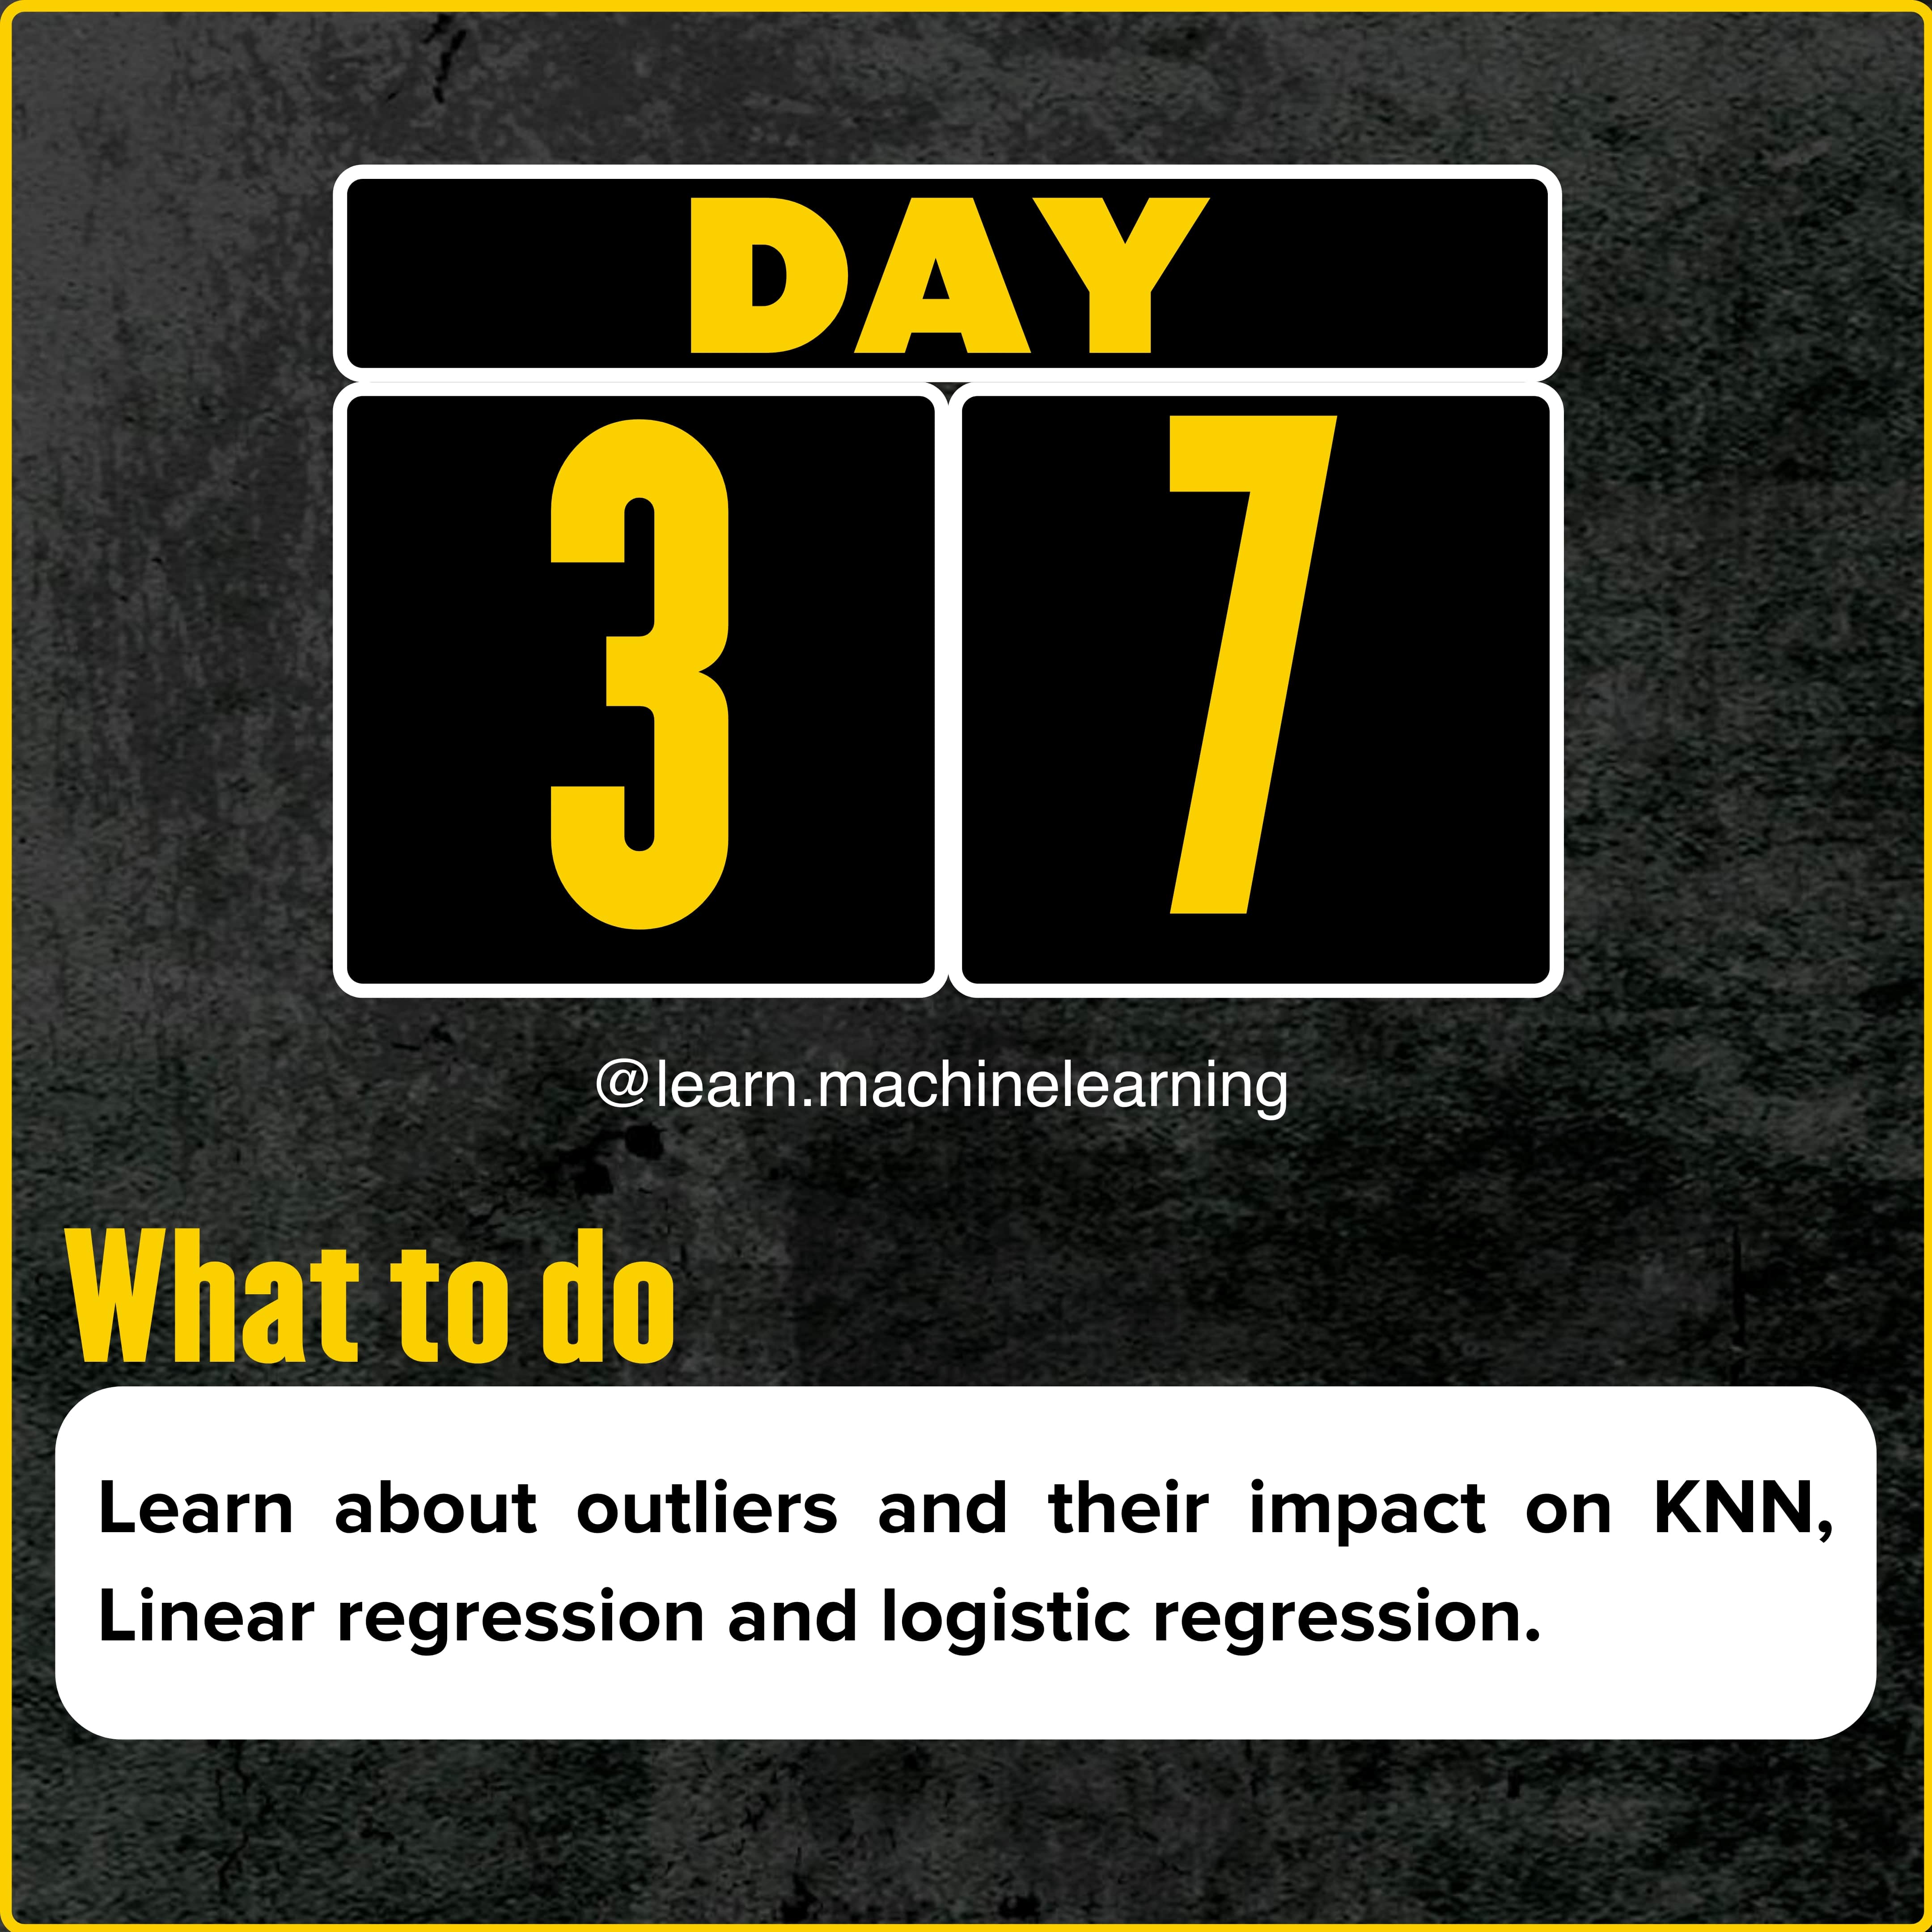 DAY
3 7
@learn.machinelearning
What to do
Learn about outliers and their impact on KNN,
Linear regression and logistic regression.